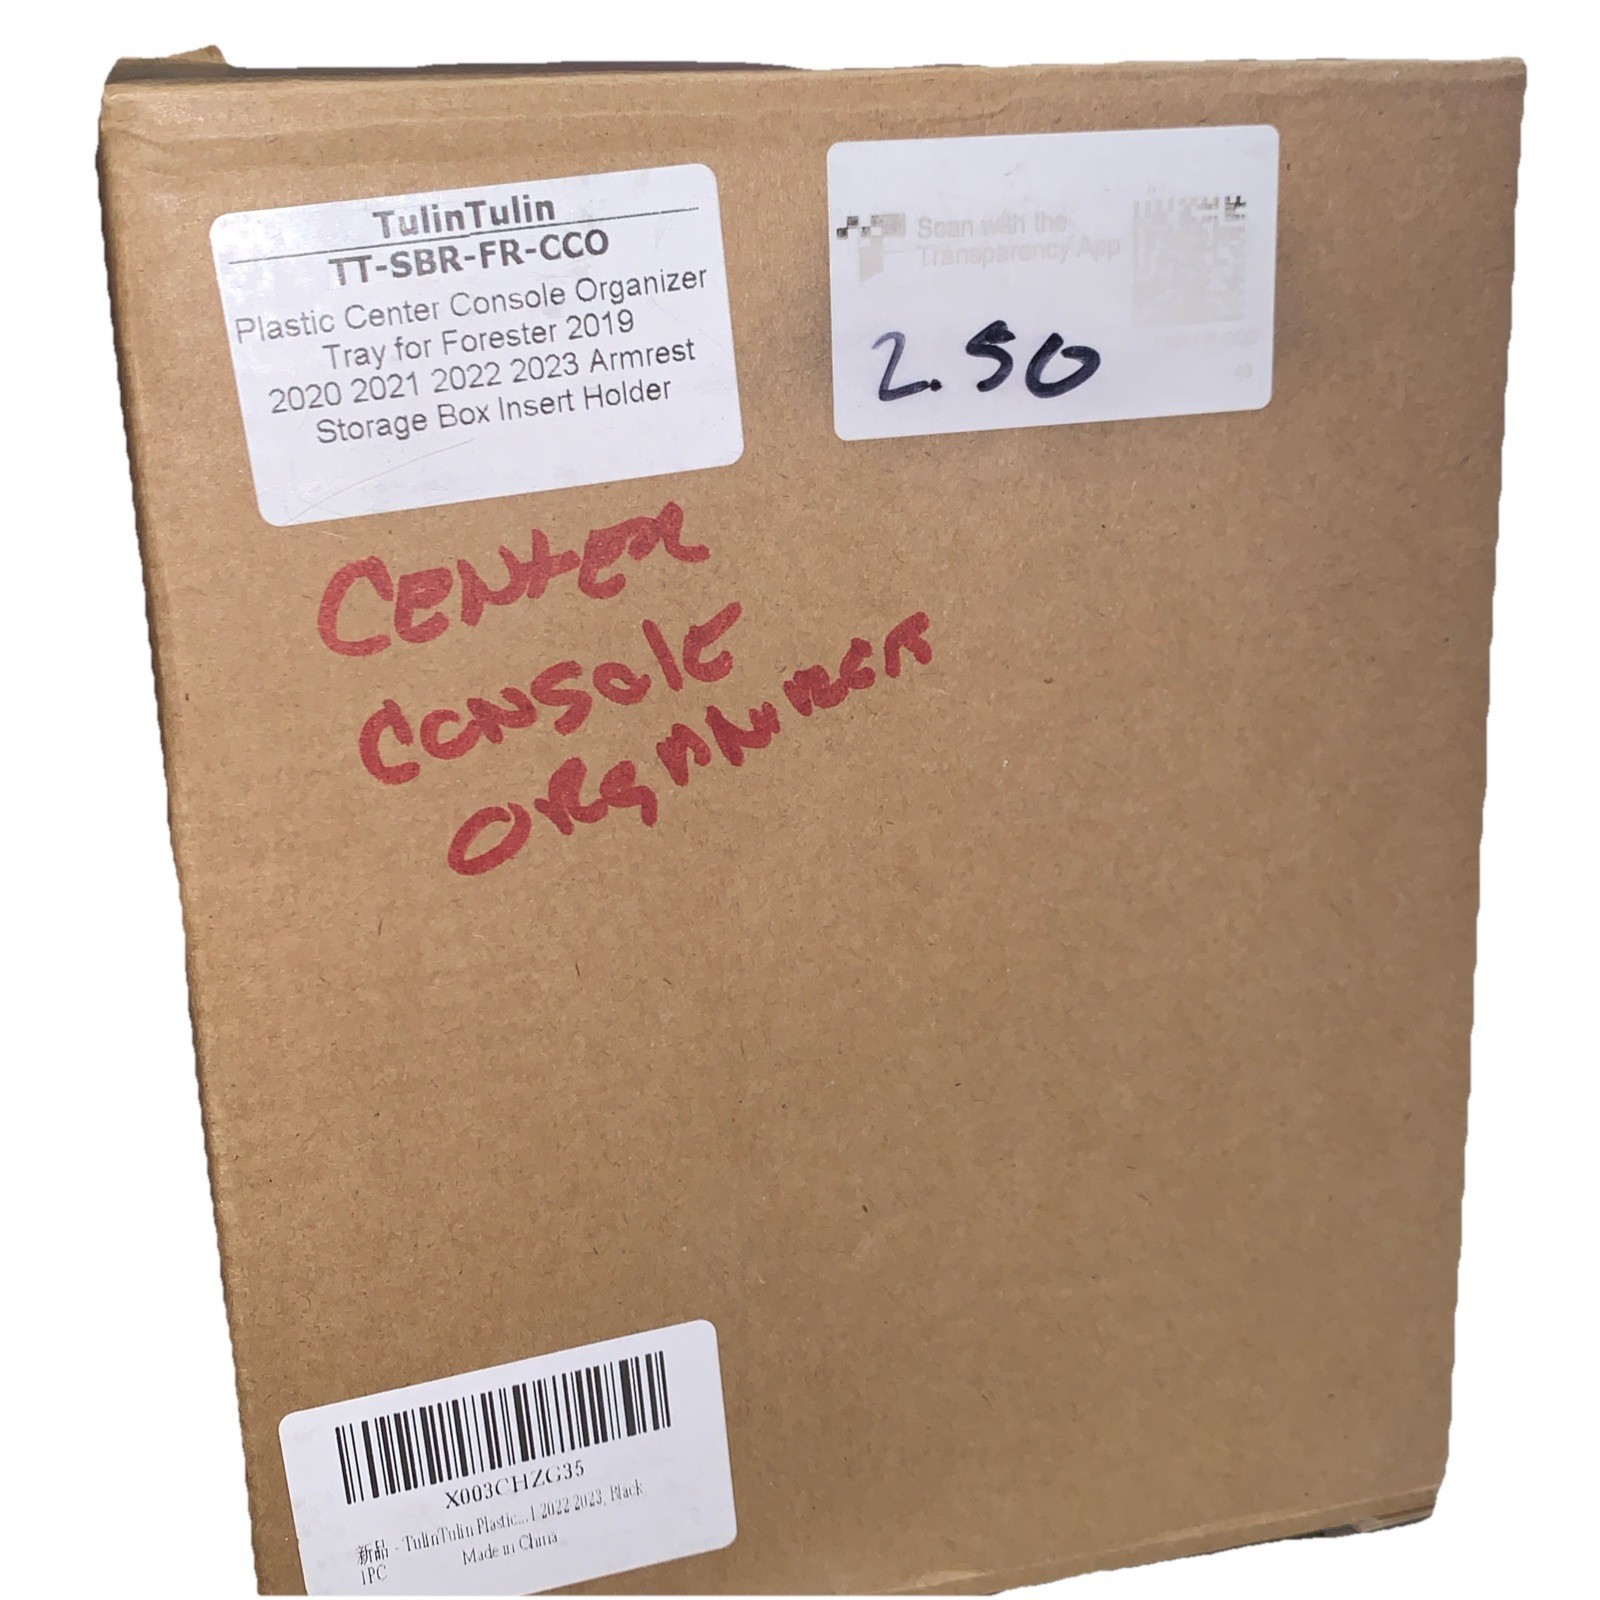 TulinTulin
TT-SBR-FR-CCO
Plastic Center Console Organizer
Tray for Forester 2019
2020 2021 2022 2023 Armrest
Storage Box Insert Holder
Scan with the
Transparency App
2.50
CENTER
CONSOlE
ORGANIZER
X003CHZG35
新品 - TulinTulin Plastic...1 2022 2023, Black,
1PC
Made in China